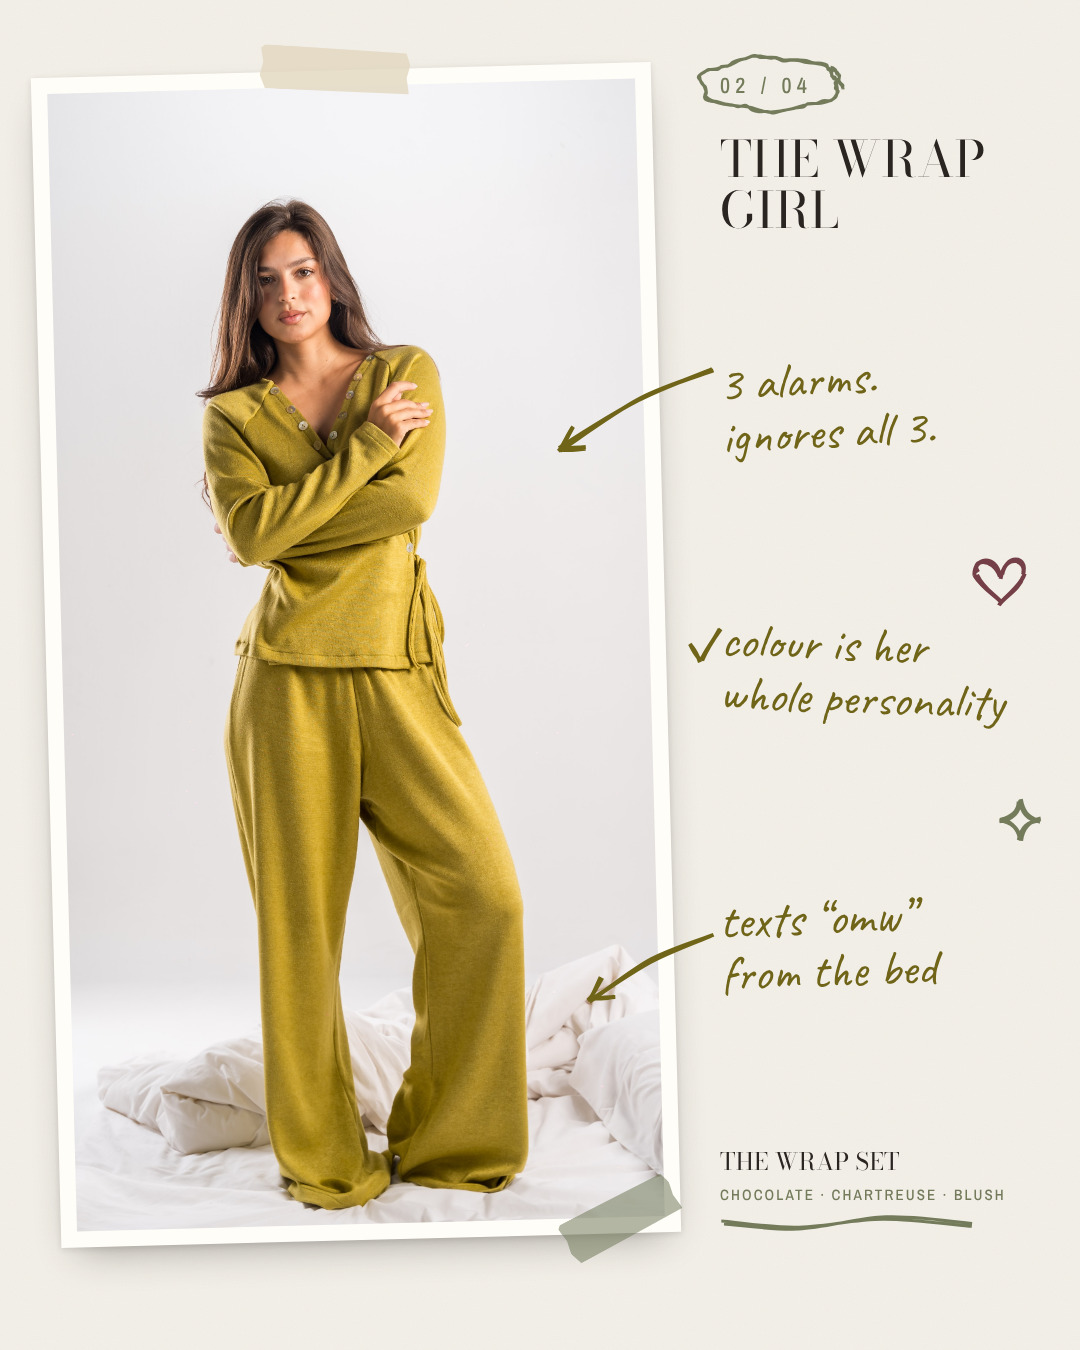 02 / 04
THE WRAP
GIRL
3 alarms.
ignores all 3.
colour is her
whole personality
texts “omw”
from the bed
THE WRAP SET
CHOCOLATE · CHARTREUSE · BLUSH